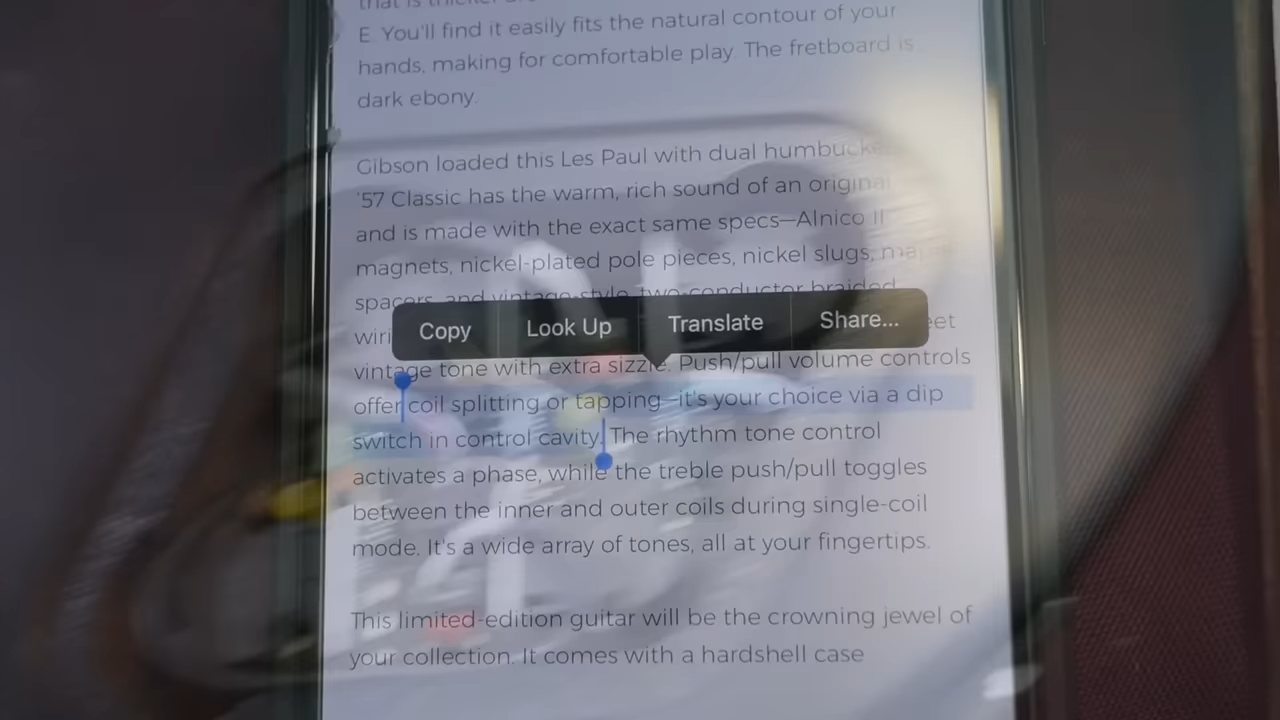 that is thicker
E. You'll find it easily fits the natural contour of your
hands, making for comfortable play. The fretboard is
dark ebony.
Gibson loaded this Les Paul with dual
'57 Classic has the warm, rich sound of an original
and is made with the exact same specs—Alnico II
magnets, nickel-plated pole pieces, nickel slugs,
spacers, and vintage-style, two-conductor braided
Copy
Look Up
Translate
Share...
vintage tone with extra sizzle. Push/pull volume controls
offer coil splitting or tapping—it's your choice via a dip
switch in control cavity. The rhythm tone control
activates a phase, while the treble push/pull toggles
between the inner and outer coils during single-coil
mode. It's a wide array of tones, all at your fingertips.
This limited-edition guitar will be the crowning jewel of
your collection. It comes with a hardshell case